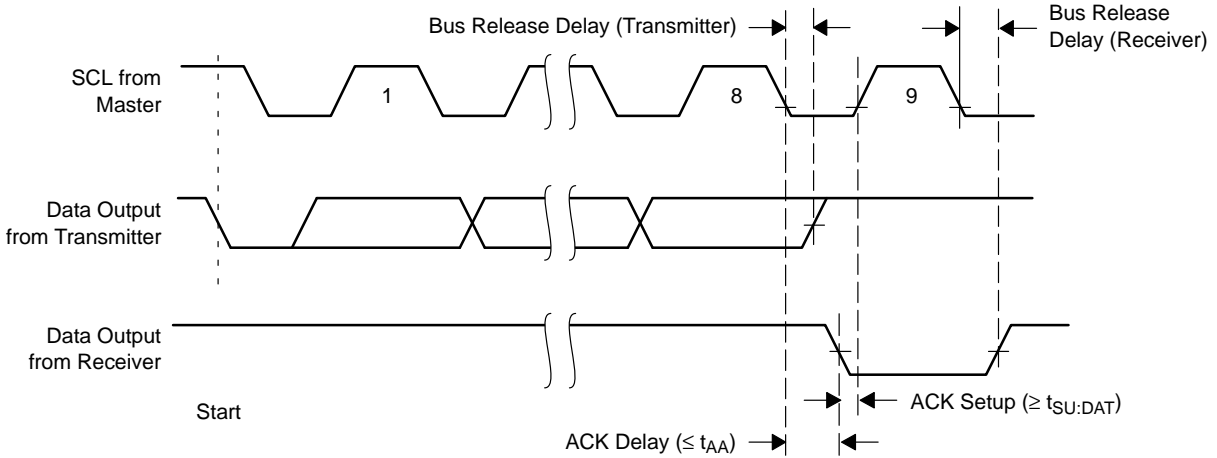 Bus Release Delay (Transmitter)
Bus Release
Delay (Receiver)
SCL from
Master
1
8
9
Data Output
from Transmitter
Data Output
from Receiver
Start
ACK Setup (≥ tSU:DAT)
ACK Delay (≤ tAA)